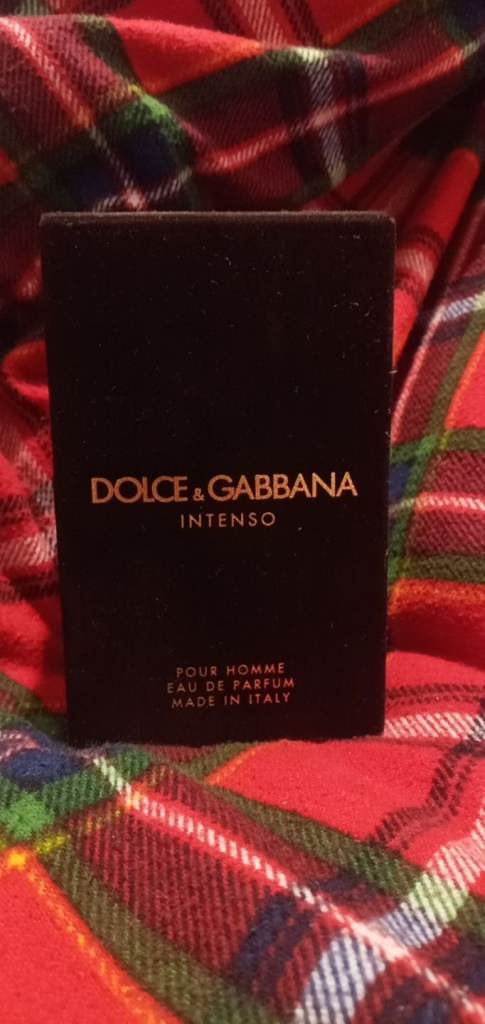 DOLCE & GABBANA
INTENSO
POUR HOMME
EAU DE PARFUM
MADE IN ITALY